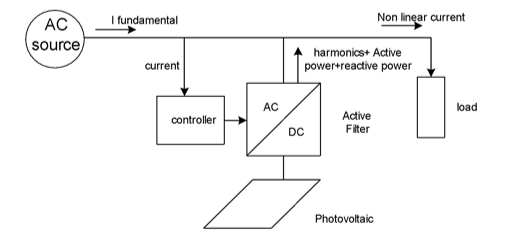 AC
source
I fundamental
Non linear current
harmonics+ Active
power+reactive power
current
controller
AC
DC
Active
Filter
load
Photovoltaic